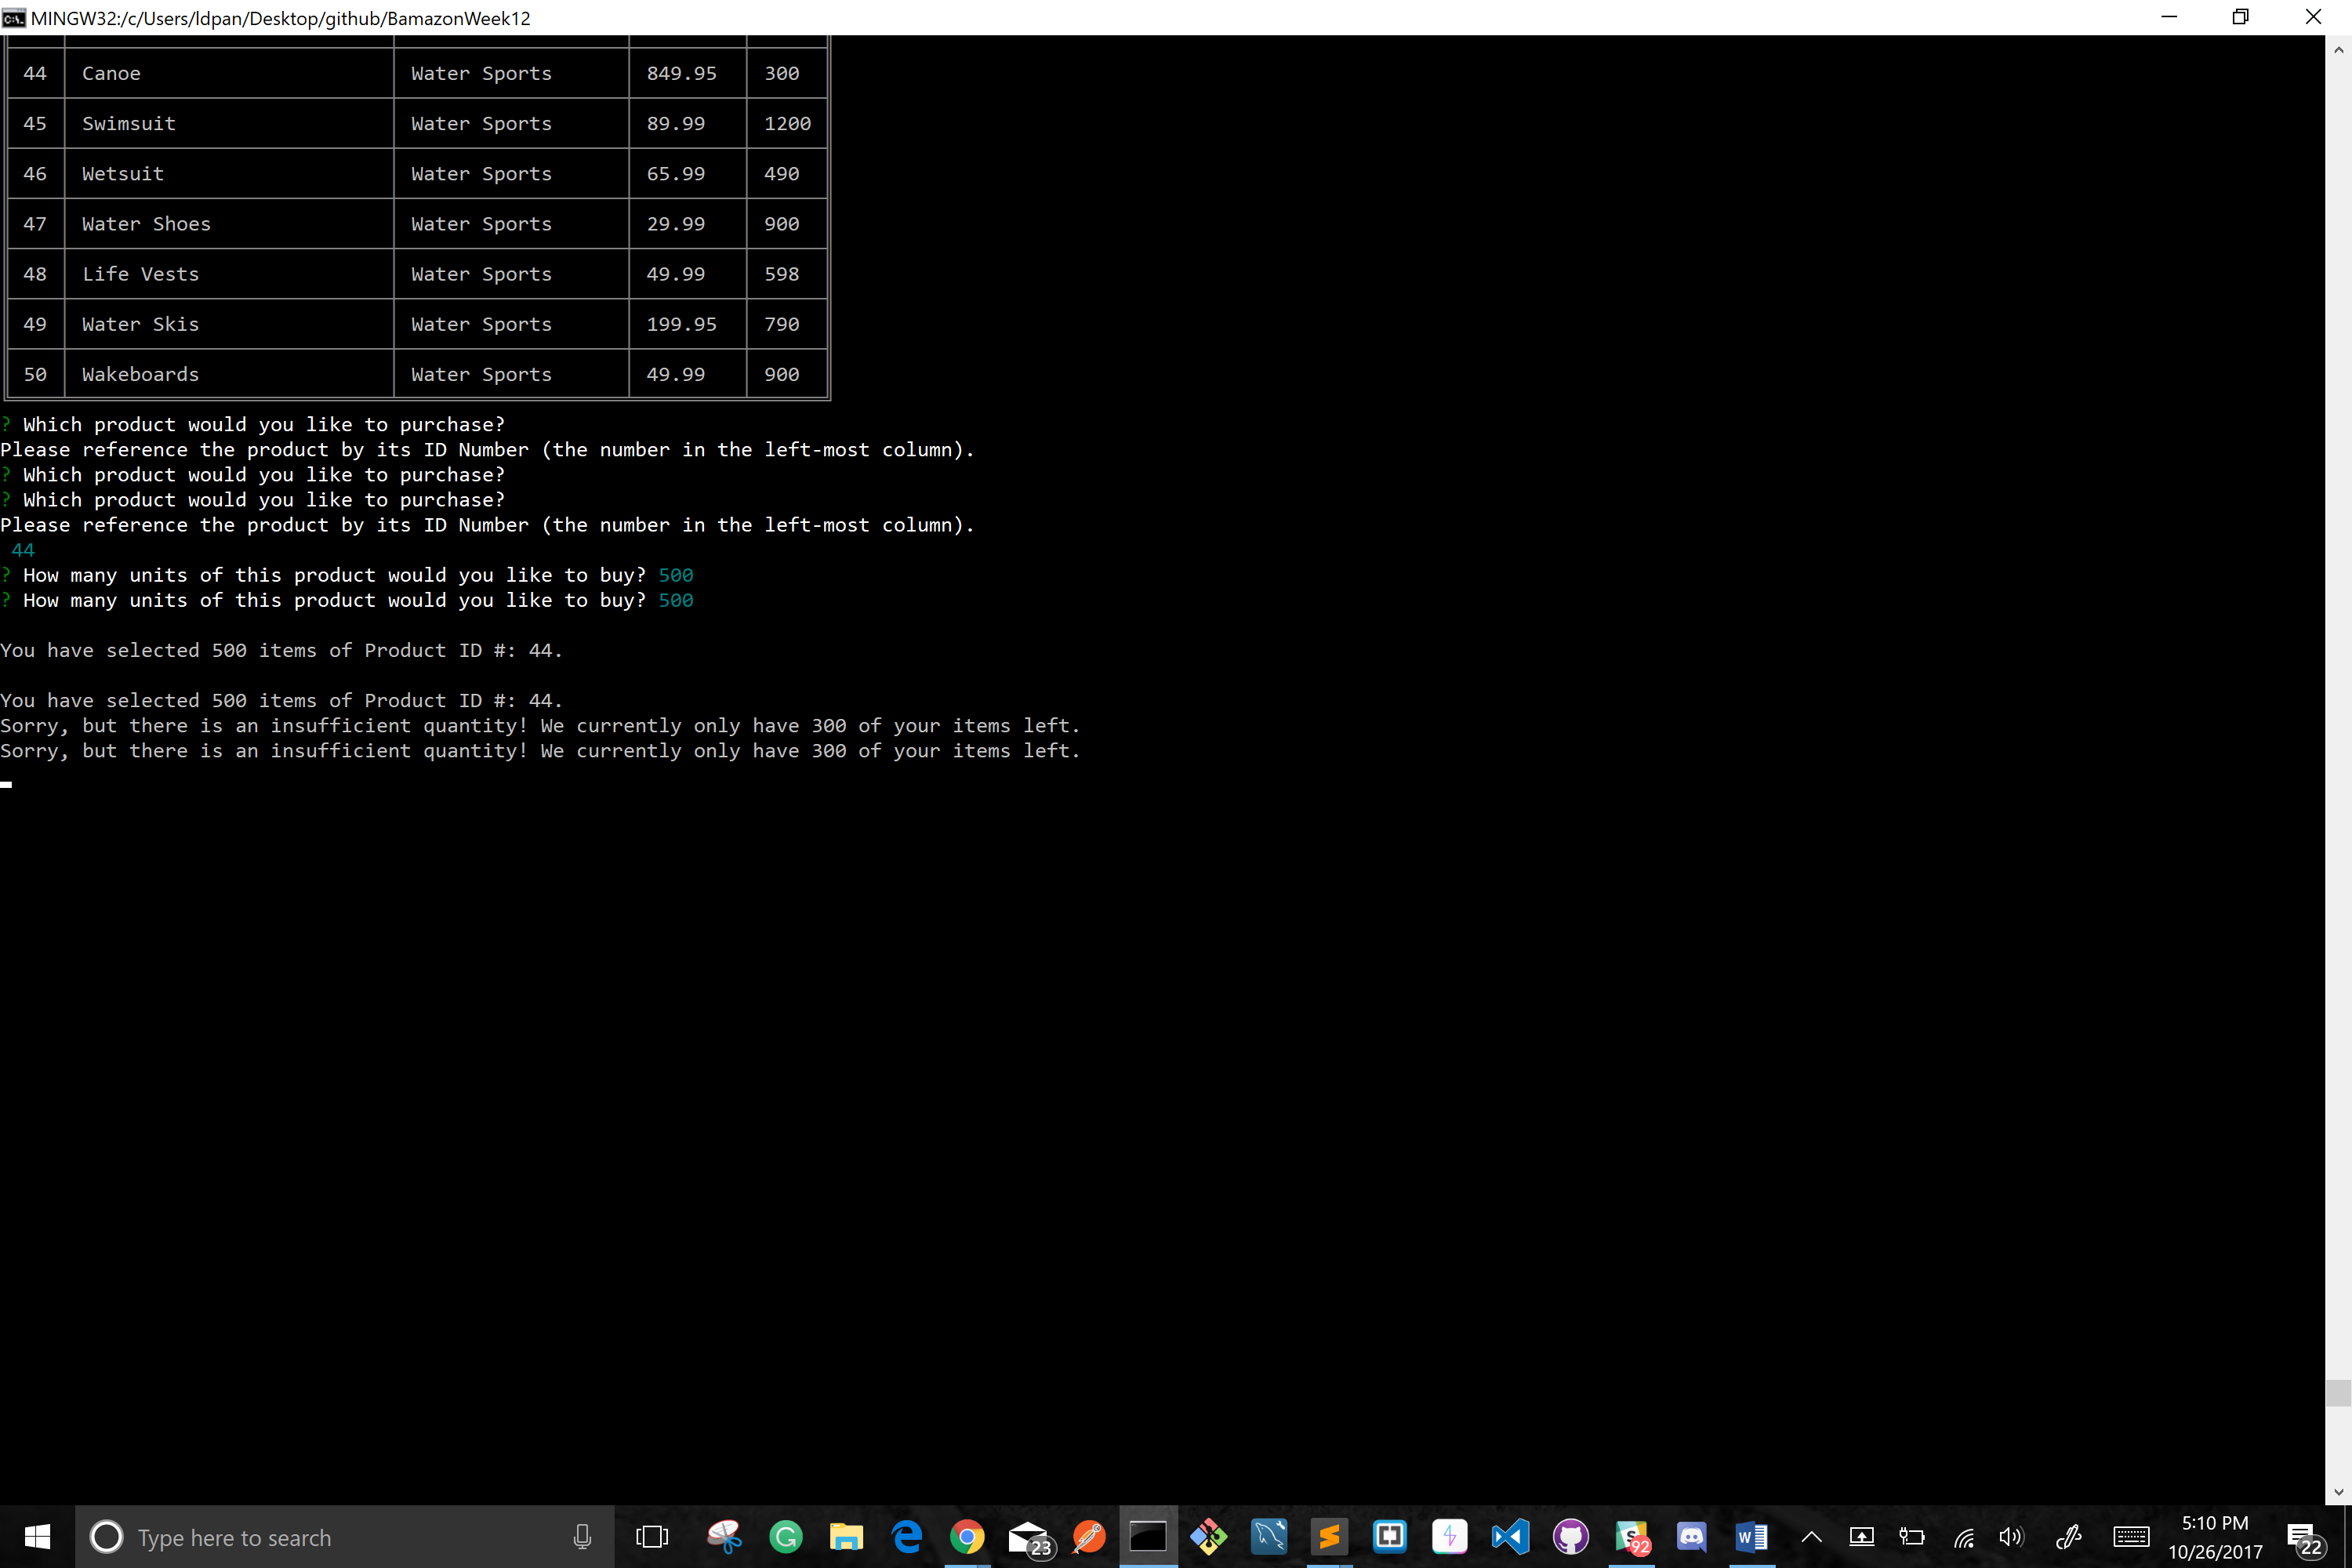 MINGW32:/c/Users/ldpan/Desktop/github/BamazonWeek12
44 Canoe Water Sports 849.95 300
45 Swimsuit Water Sports 89.99 1200
46 Wetsuit Water Sports 65.99 490
47 Water Shoes Water Sports 29.99 900
48 Life Vests Water Sports 49.99 598
49 Water Skis Water Sports 199.95 790
50 Wakeboards Water Sports 49.99 900
? Which product would you like to purchase?
Please reference the product by its ID Number (the number in the left-most column).
? Which product would you like to purchase?
? Which product would you like to purchase?
Please reference the product by its ID Number (the number in the left-most column).
44
? How many units of this product would you like to buy? 500
? How many units of this product would you like to buy? 500
You have selected 500 items of Product ID #: 44.
You have selected 500 items of Product ID #: 44.
Sorry, but there is an insufficient quantity! We currently only have 300 of your items left.
Sorry, but there is an insufficient quantity! We currently only have 300 of your items left.
Type here to search
23
92
5:10 PM
10/26/2017
22